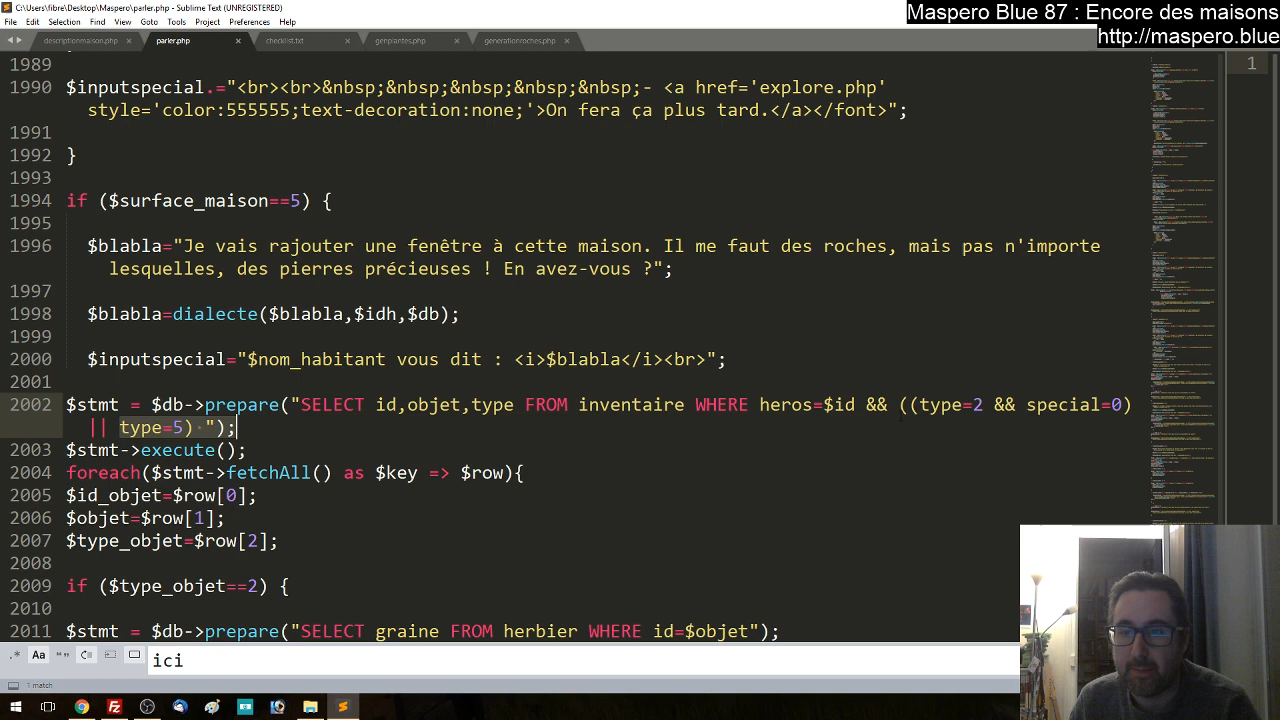 C:\Users\fibre\Desktop\Maspero\parler.php - Sublime Text (UNREGISTERED)
Maspero Blue 87 : Encore des maisons
File Edit Selection Find View Goto Tools Project Preferences Help
http://maspero.blue
descriptionmaison.php × parler.php × checklist.txt × genplantes.php × generationroches.php ×
1989
1
1990 $inputspecial.="<br><br>&nbsp;&nbsp;&nbsp;&nbsp;&nbsp;- <a href='explore.php'
style='color:555555;text-decoration:none;'>On fera ça plus tard.</a></font>";
1991
1992 }
1993
1994 if ($surface_maison==5) {
1995
1996 $blabla="Je vais rajouter une fenêtre à cette maison. Il me faut des roches, mais pas n'importe
lesquelles, des pierres précieuses ! En avez-vous ?";
1997
1998 $blabla=dialecte($blabla,$idh,$db);
1999
2000 $inputspecial="$nom_habitant vous dit : <i>$blabla</i><br>";
2001
2002 $stmt = $db->prepare("SELECT id,objet,type FROM inventaire WHERE heros=$id && ((type=2 && special=0)
|| type=5) ");
2003 $stmt->execute();
2004 foreach($stmt->fetchAll() as $key => $row){
2005 $id_objet=$row[0];
2006 $objet=$row[1];
2007 $type_objet=$row[2];
2008
2009 if ($type_objet==2) {
2010
2011 $stmt = $db->prepare("SELECT graine FROM herbier WHERE id=$objet");
.* Aa “” ici
1 match